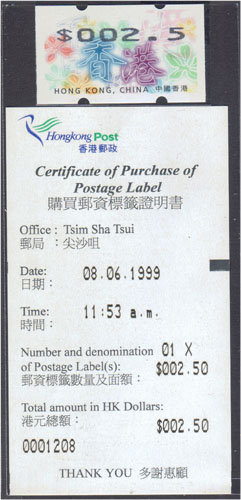 $002.5
香港
HONG KONG, CHINA 中國香港
Hongkong Post
香港郵政
Certificate of Purchase of
Postage Label
購買郵資標籤證明書
Office : Tsim Sha Tsui
郵局 : 尖沙咀
Date: 08.06.1999
日期:
Time: 11:53 a.m.
時間:
Number and denomination 01 X
of Postage Label(s): $002.50
郵資標籤數量及面額:
Total amount in HK Dollars:
港元總額: $002.50
0001208
THANK YOU 多謝惠顧